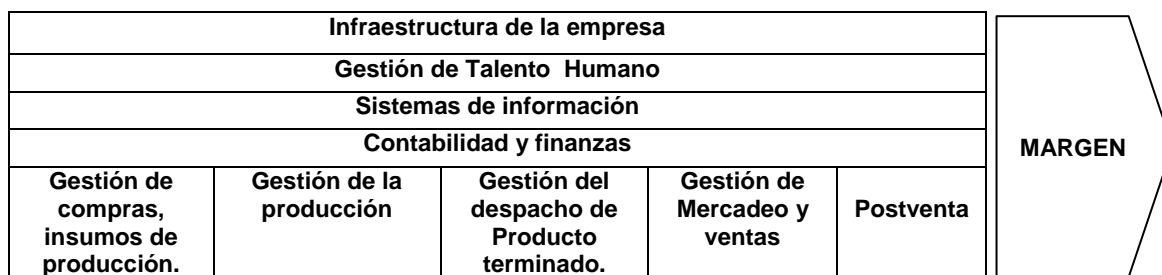 Infraestructura de la empresa
Gestión de Talento Humano
Sistemas de información
Contabilidad y finanzas
MARGEN
Gestión de
compras,
insumos de
producción.
Gestión de la
producción
Gestión del
despacho de
Producto
terminado.
Gestión de
Mercadeo y
ventas
Postventa